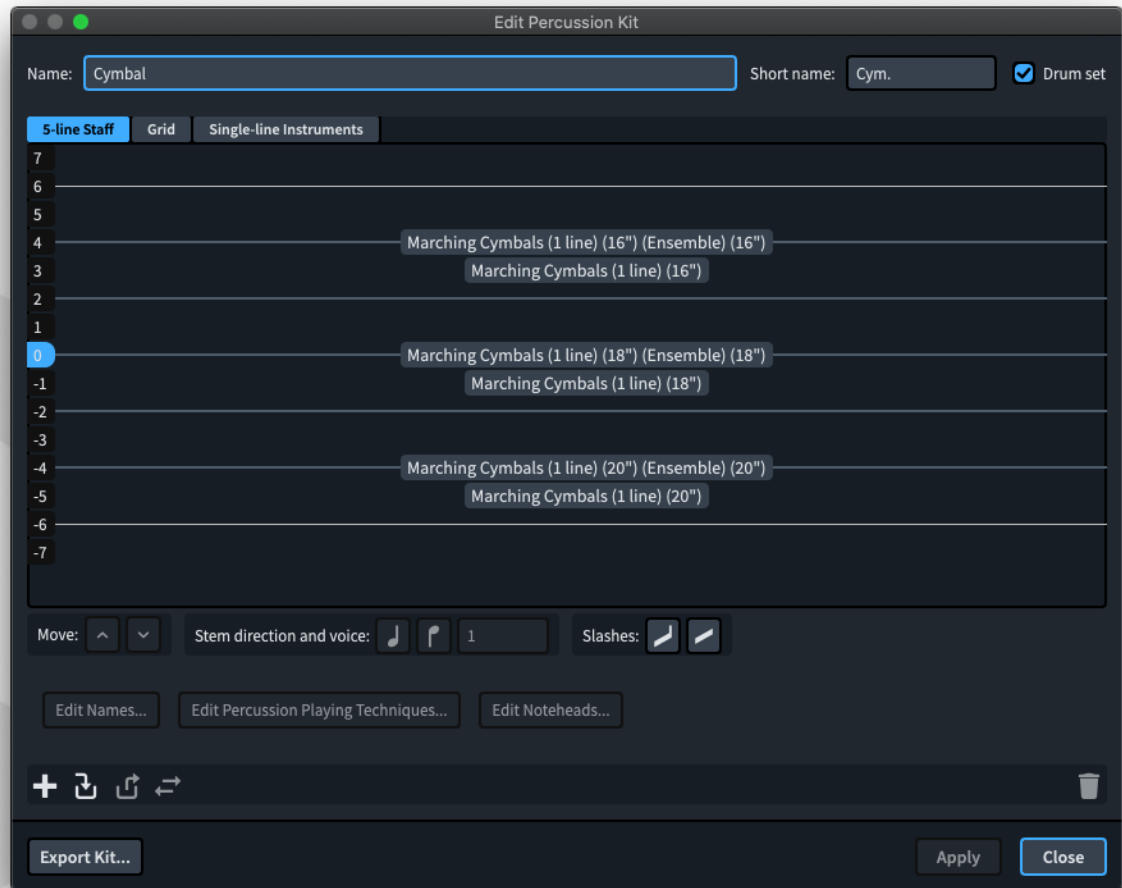 Edit Percussion Kit
Name: Cymbal Short name: Cym. Drum set
5-line Staff Grid Single-line Instruments
7
6
5
4 Marching Cymbals (1 line) (16") (Ensemble) (16")
3 Marching Cymbals (1 line) (16")
2
1
0 Marching Cymbals (1 line) (18") (Ensemble) (18")
-1 Marching Cymbals (1 line) (18")
-2
-3
-4 Marching Cymbals (1 line) (20") (Ensemble) (20")
-5 Marching Cymbals (1 line) (20")
-6
-7
Move: Stem direction and voice: 1 Slashes:
Edit Names... Edit Percussion Playing Techniques... Edit Noteheads...
Export Kit... Apply Close